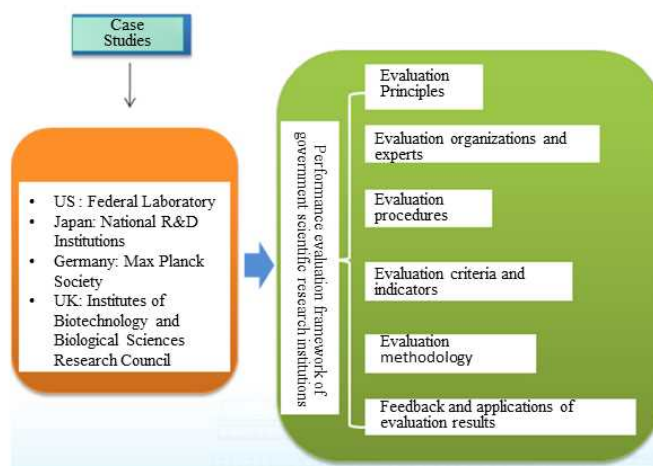 Case
Studies
• US : Federal Laboratory
• Japan: National R&D
Institutions
• Germany: Max Planck
Society
• UK: Institutes of
Biotechnology and
Biological Sciences
Research Council
Performance evaluation framework of
government scientific research institutions
Evaluation
Principles
Evaluation organizations and
experts
Evaluation
procedures
Evaluation criteria and
indicators
Evaluation
methodology
Feedback and applications of
evaluation results